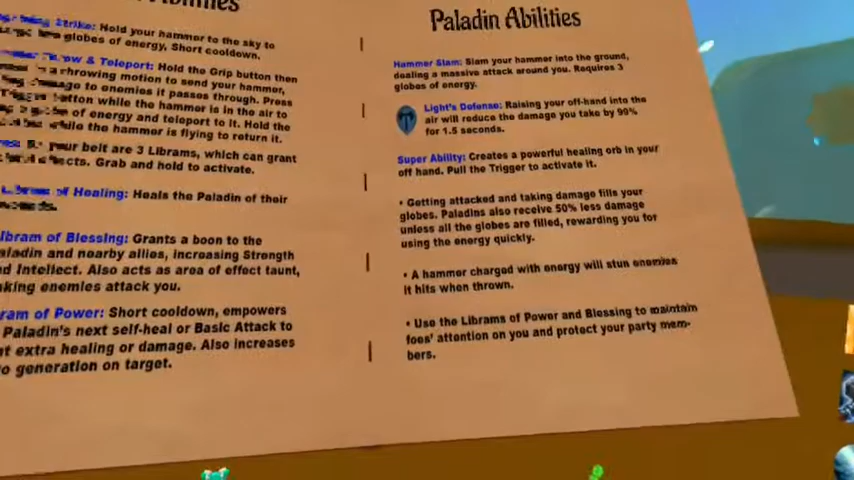 Abilities
Strike: Hold your hammer to the sky to
globes of energy. Short cooldown.
& Teleport: Hold the Grip button then
a throwing motion to send your hammer,
to enemies it passes through. Press
button while the hammer is in the air to
of energy and teleport to it. Hold the
while the hammer is flying to return it.
your belt are 3 Librams, which can grant
Grab and hold to activate.
of Healing: Heals the Paladin of their
ibram of Blessing: Grants a boon to the
aladin and nearby allies, increasing Strength
nd Intellect. Also acts as area of effect taunt,
aking enemies attack you.
ram of Power: Short cooldown, empowers
Paladin's next self-heal or Basic Attack to
nt extra healing or damage. Also increases
o generation on target.
Paladin Abilities
Hammer Slam: Slam your hammer into the ground,
dealing a massive attack around you. Requires 3
globes of energy.
Light's Defense: Raising your off-hand into the
air will reduce the damage you take by 99%
for 1.5 seconds.
Super Ability: Creates a powerful healing orb in your
off hand. Pull the Trigger to activate it.
• Getting attacked and taking damage fills your
globes. Paladins also receive 50% less damage
unless all the globes are filled, rewarding you for
using the energy quickly.
• A hammer charged with energy will stun enemies
it hits when thrown.
• Use the Librams of Power and Blessing to maintain
foes' attention on you and protect your party mem-
bers.